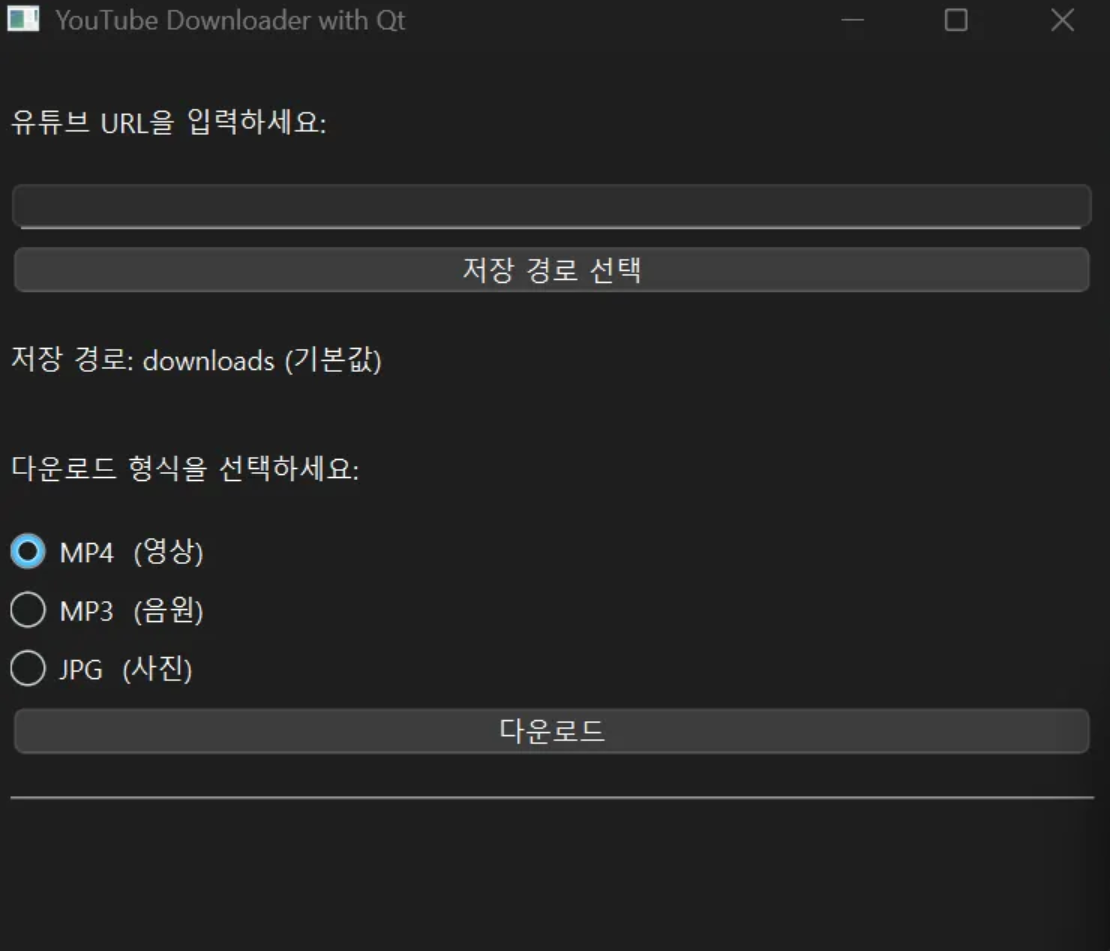 YouTube Downloader with Qt
유튜브 URL을 입력하세요:
저장 경로 선택
저장 경로: downloads (기본값)
다운로드 형식을 선택하세요:
MP4 (영상)
MP3 (음원)
JPG (사진)
다운로드